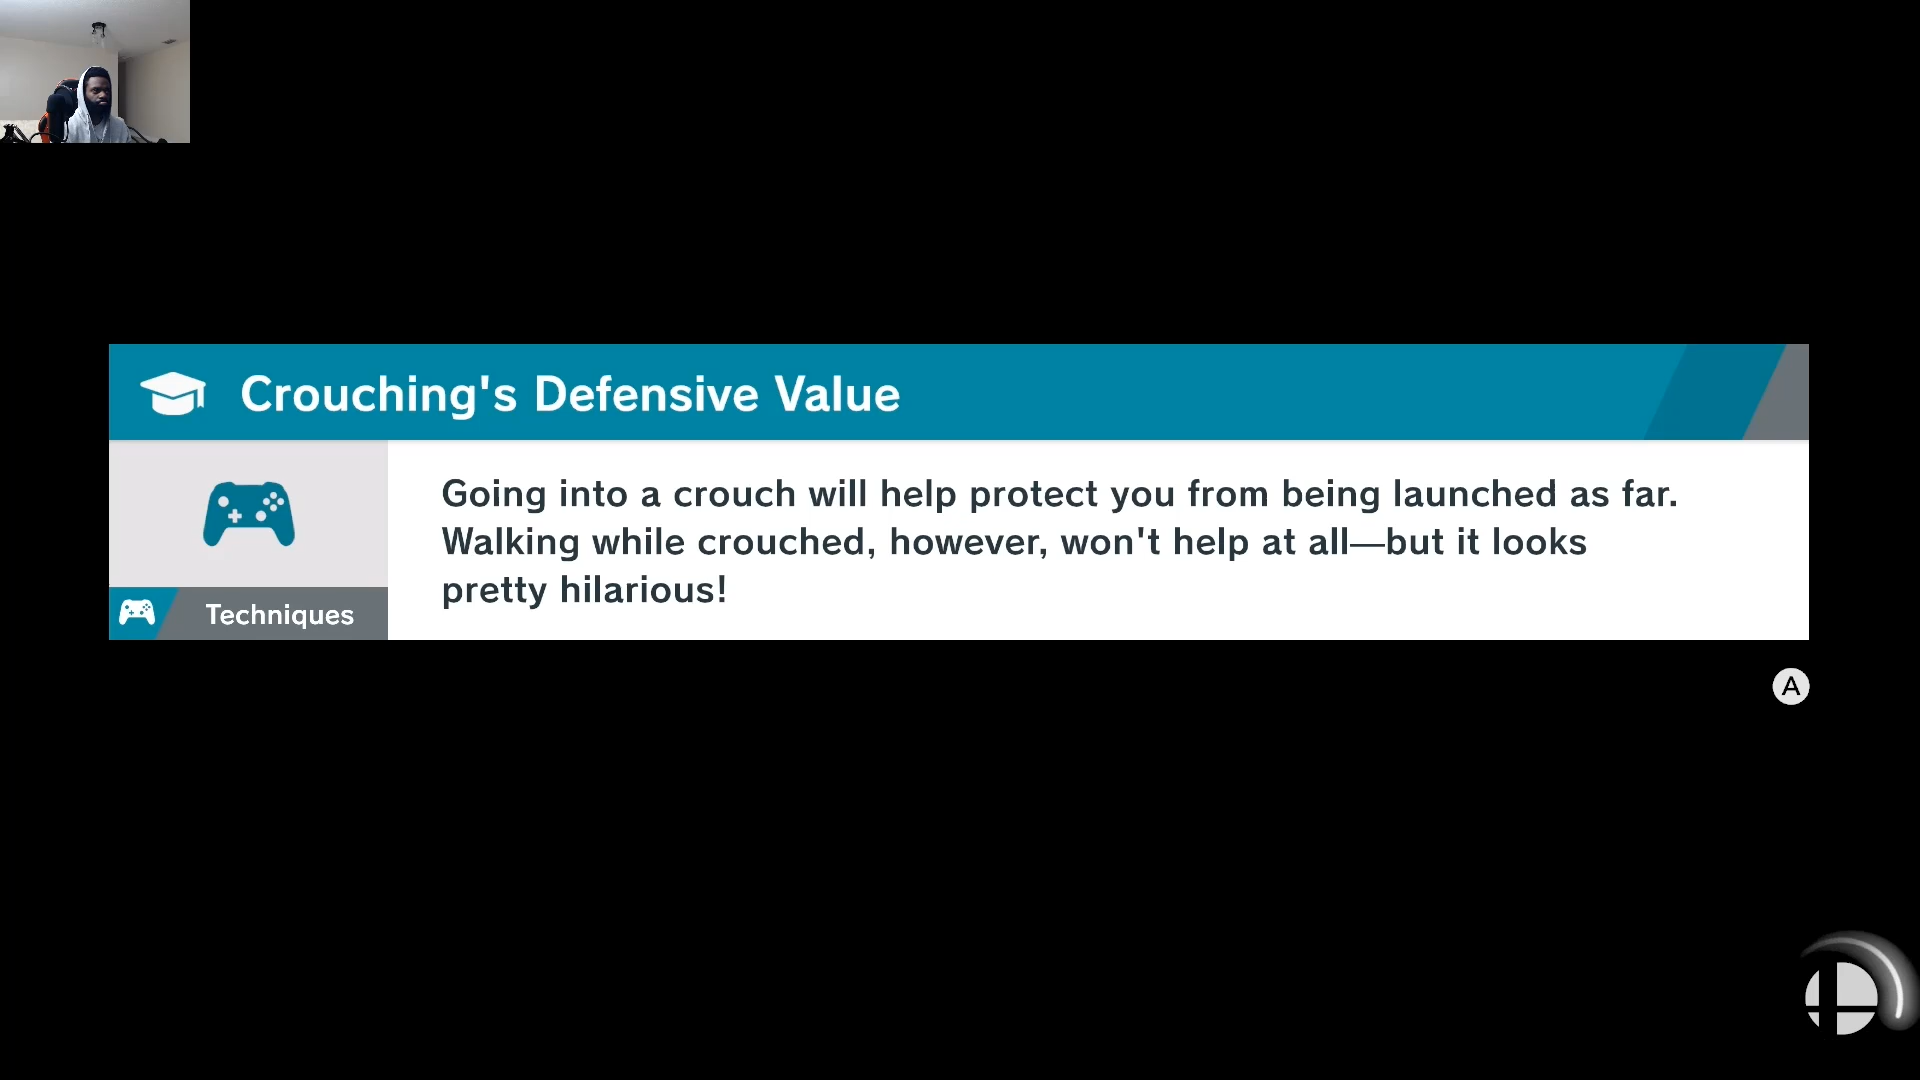 Crouching's Defensive Value
Going into a crouch will help protect you from being launched as far.
Walking while crouched, however, won't help at all—but it looks
pretty hilarious!
Techniques
A